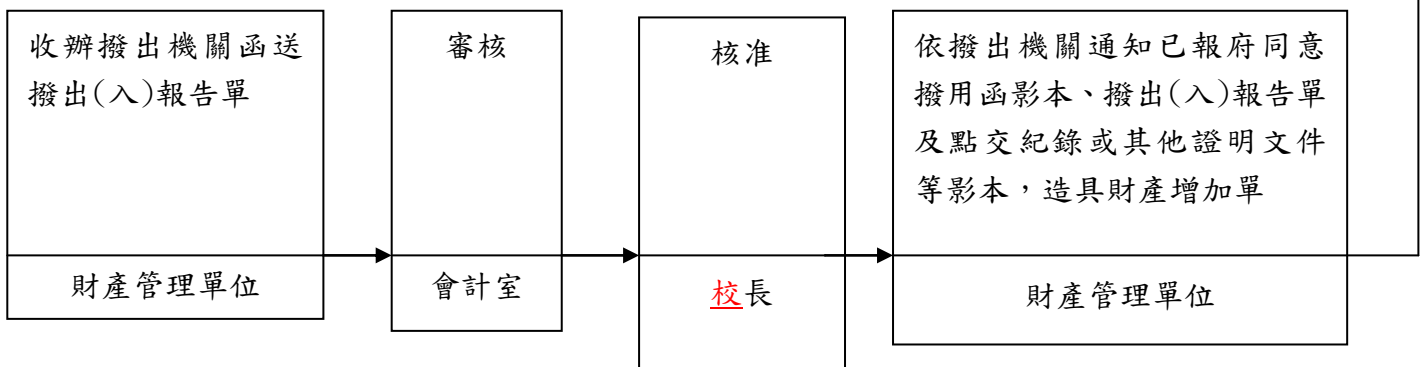 收辦撥出機關函送
撥出(入)報告單
財產管理單位
審核
會計室
核准
校長
依撥出機關通知已報府同意
撥用函影本、撥出(入)報告單
及點交紀錄或其他證明文件
等影本，造具財產增加單
財產管理單位